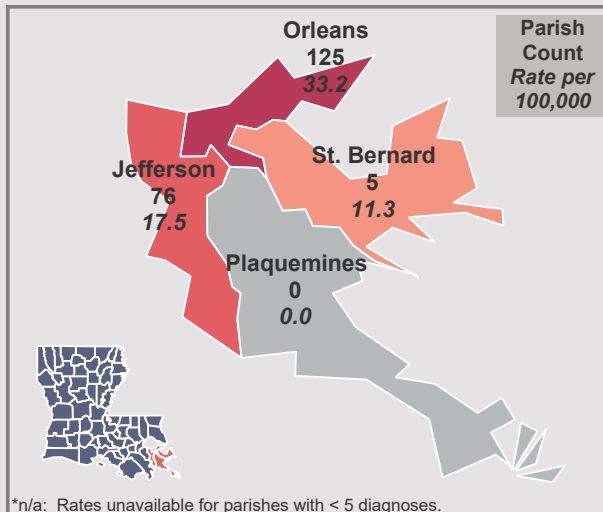 Orleans
125
33.2
Parish
Count
Rate per
100,000
Jefferson
76
17.5
St. Bernard
5
11.3
Plaquemines
0
0.0
*n/a:  Rates unavailable for parishes with < 5 diagnoses.